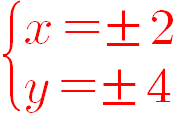 x = ± 2
y = ± 4